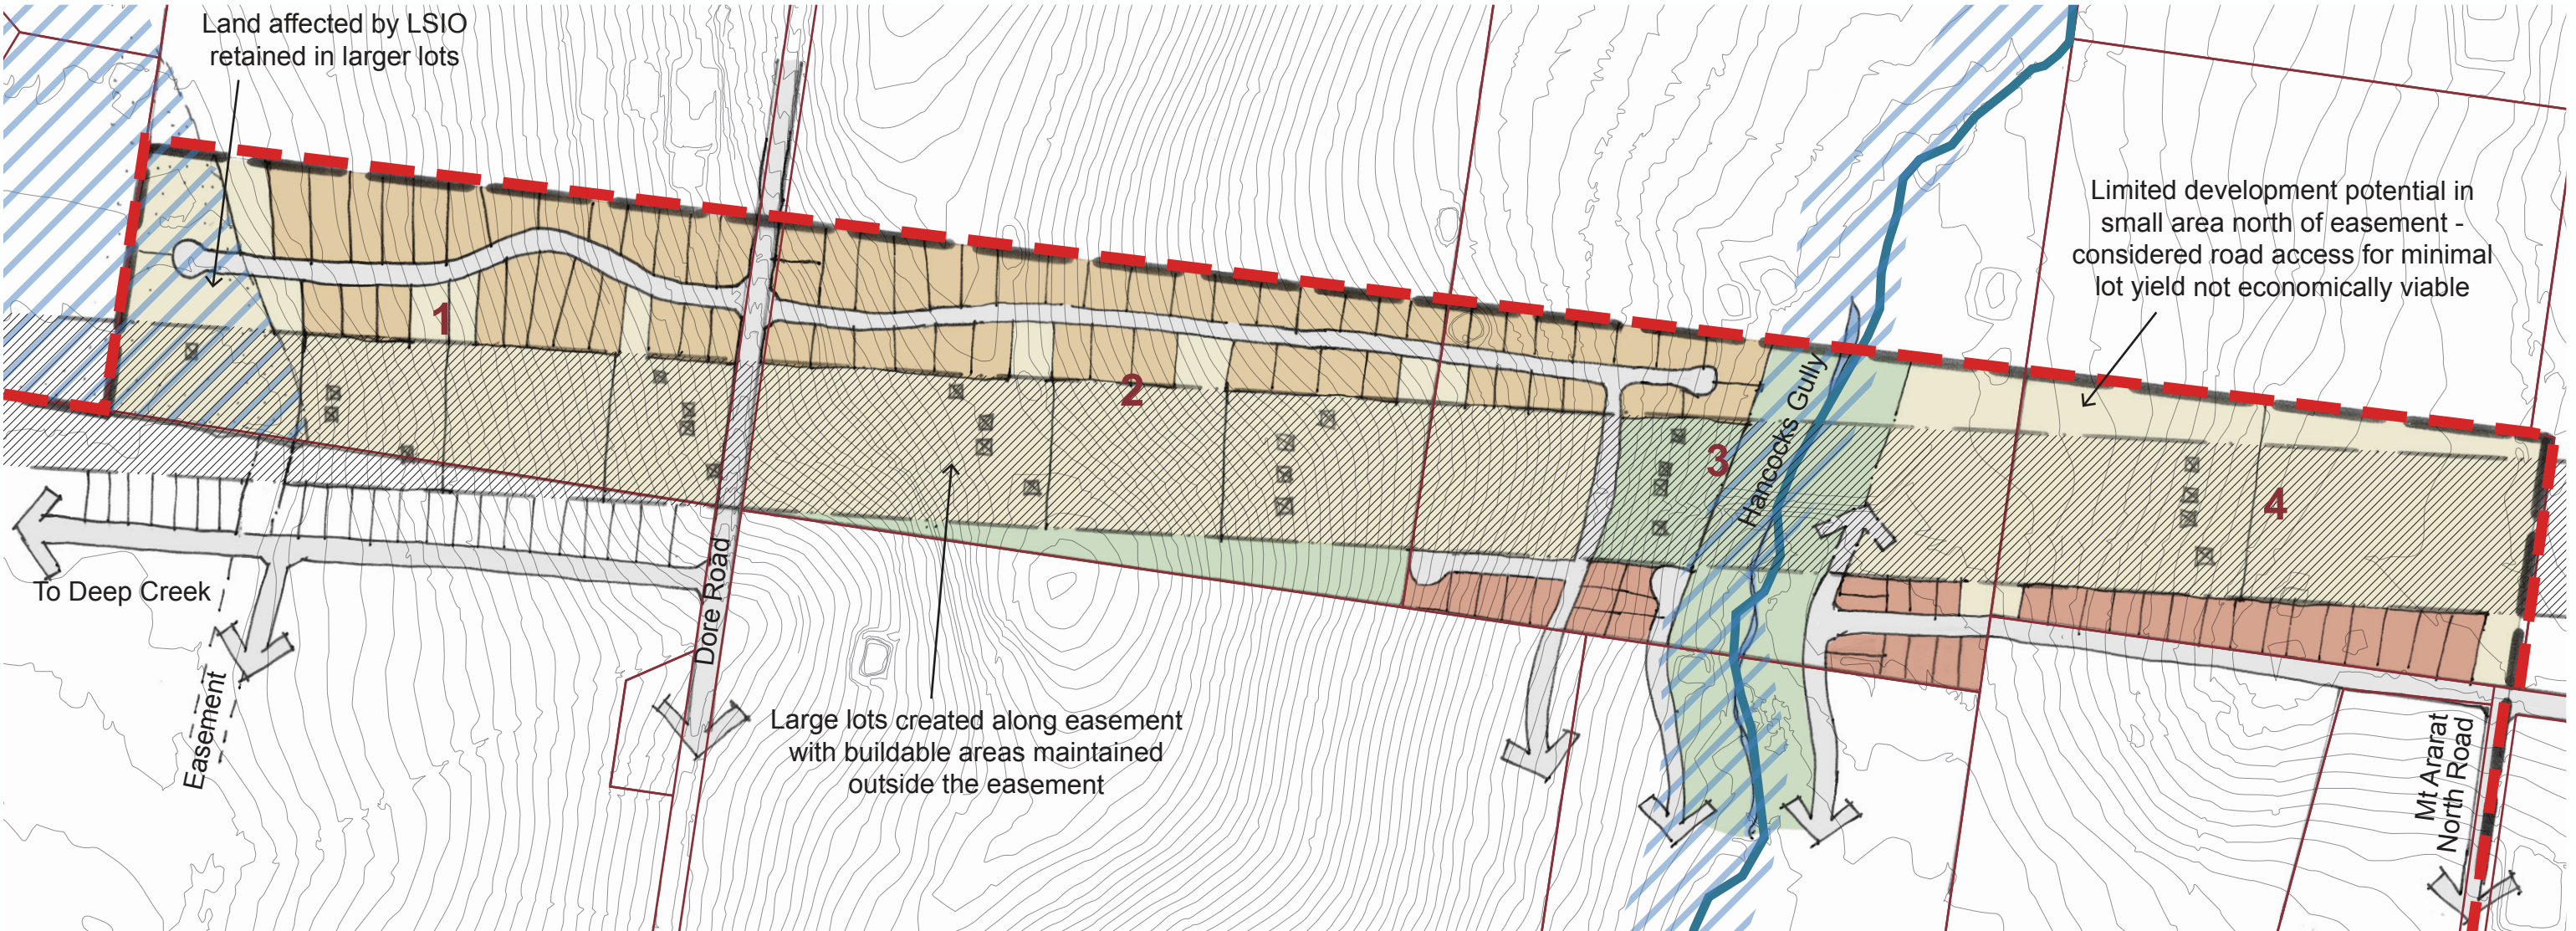 Land affected by LSIO
retained in larger lots
Limited development potential in
small area north of easement -
considered road access for minimal
lot yield not economically viable
1
2
3
4
Hancocks Gully
To Deep Creek
Dore Road
Easement
Large lots created along easement
with buildable areas maintained
outside the easement
Mt Ararat
North Road